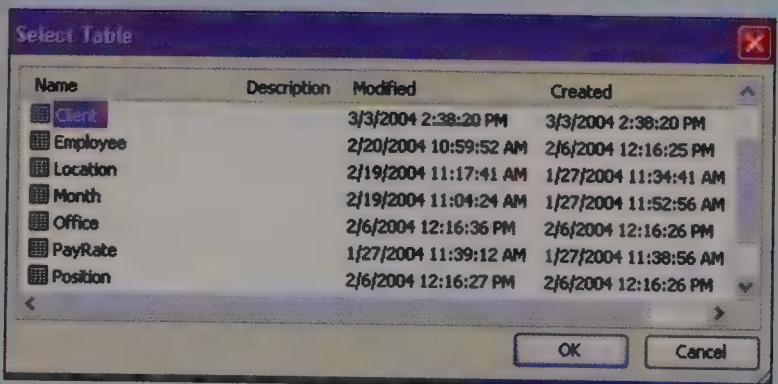 Select Table
Name Description Modified Created
Client 3/3/2004 2:38:20 PM 3/3/2004 2:38:20 PM
Employee 2/20/2004 10:59:52 AM 2/6/2004 12:16:25 PM
Location 2/19/2004 11:17:41 AM 1/27/2004 11:34:41 AM
Month 2/19/2004 11:04:24 AM 1/27/2004 11:52:56 AM
Office 2/6/2004 12:16:36 PM 2/6/2004 12:16:26 PM
PayRate 1/27/2004 11:39:12 AM 1/27/2004 11:38:56 AM
Position 2/6/2004 12:16:27 PM 2/6/2004 12:16:26 PM
OK Cancel